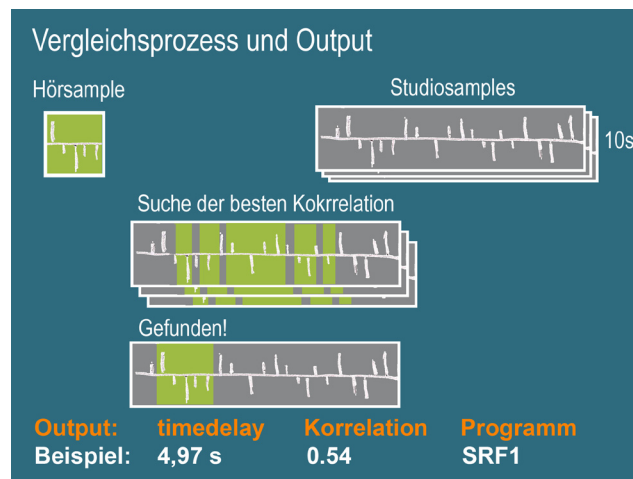 Vergleichsprozess und Output
Hörsample
Studiosamples
10s
Suche der besten Kokrrelation
Gefunden!
Output: timedelay Korrelation Programm
Beispiel: 4,97 s 0.54 SRF1